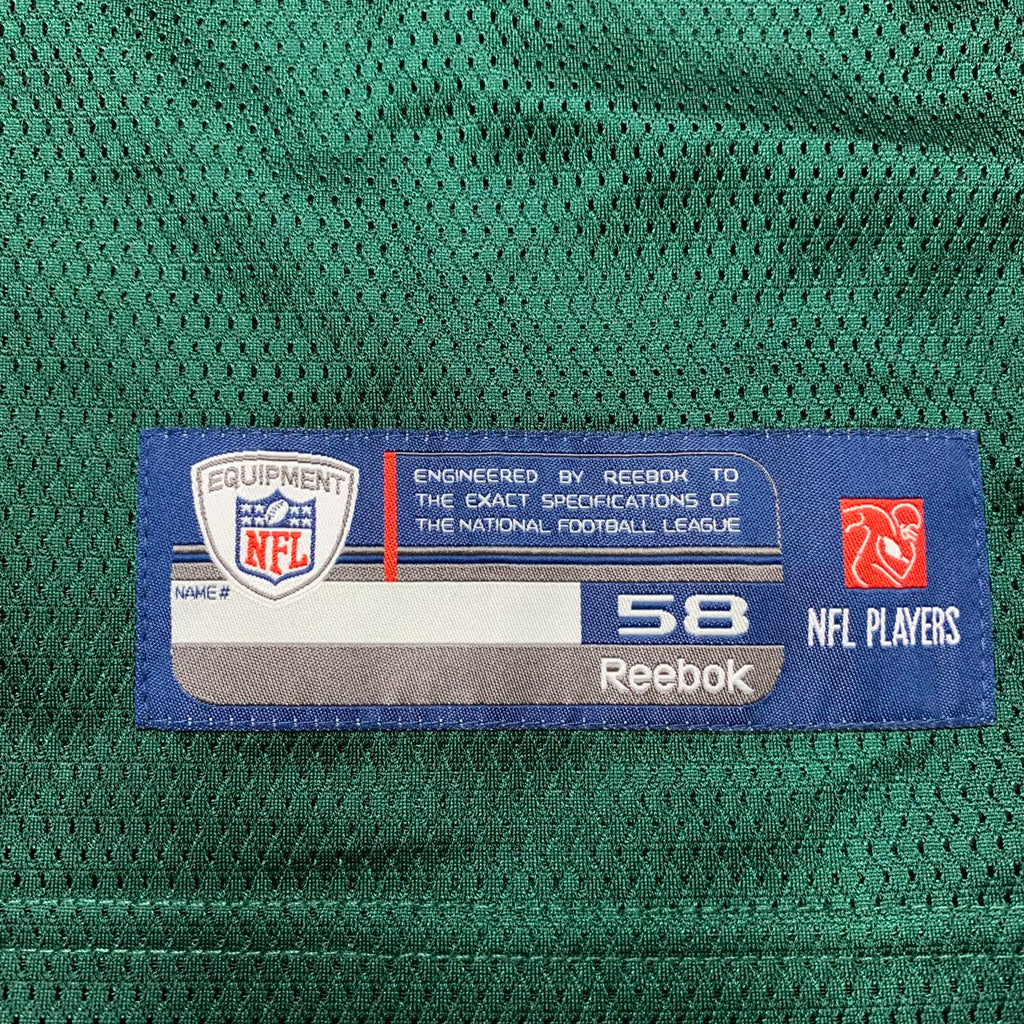 EQUIPMENT
NFL
ENGINEERED BY REEBOK TO
THE EXACT SPECIFICATIONS OF
THE NATIONAL FOOTBALL LEAGUE
NAME#
58
Reebok
NFL PLAYERS